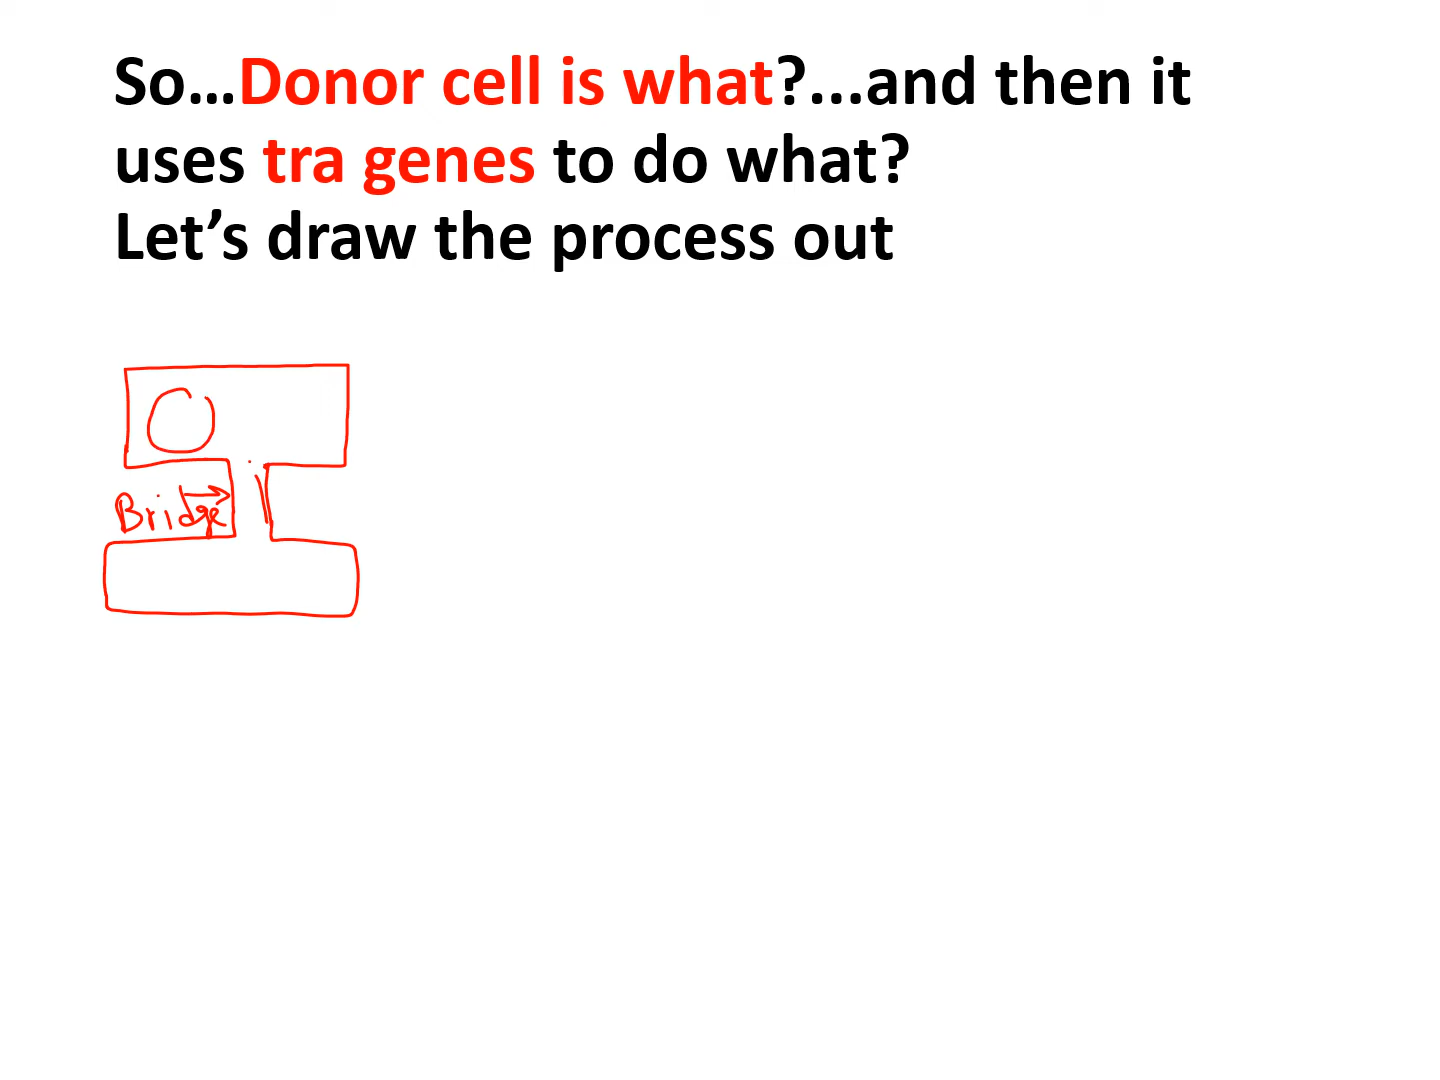 So…Donor cell is what?...and then it
uses tra genes to do what?
Let’s draw the process out
Bridge